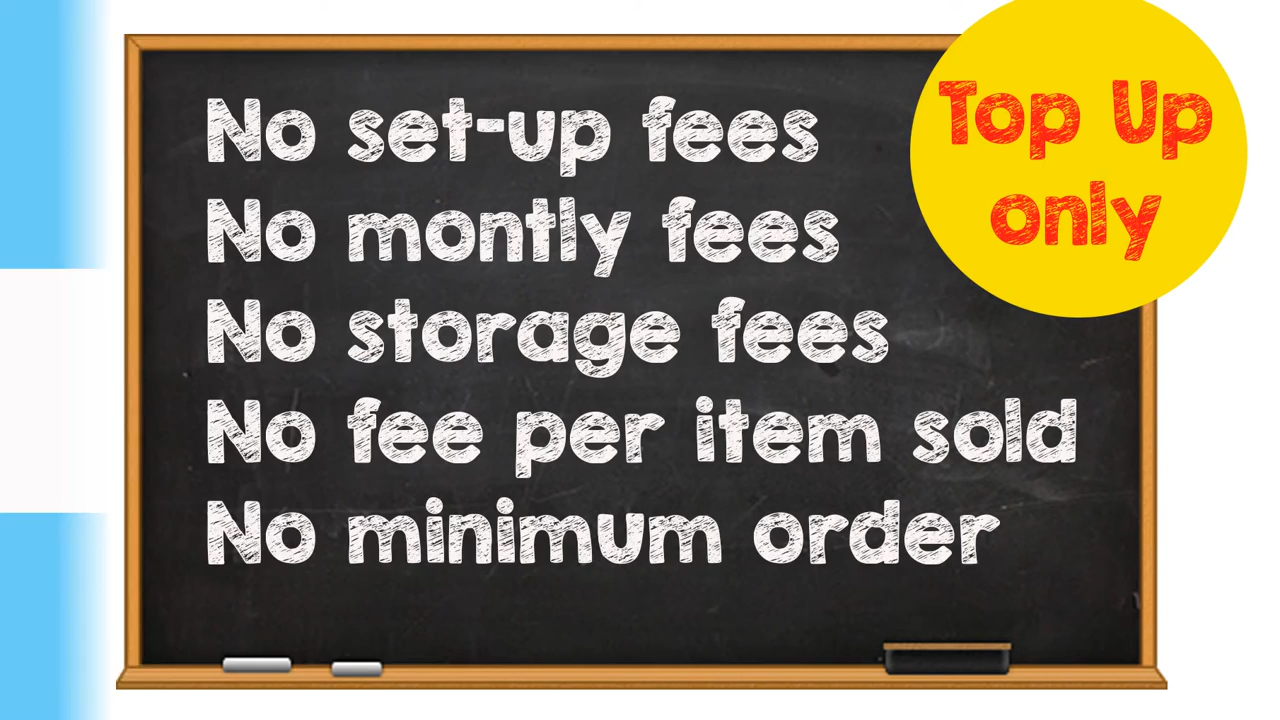 No set-up fees
No montly fees
No storage fees
No fee per item sold
No minimum order
Top Up
only